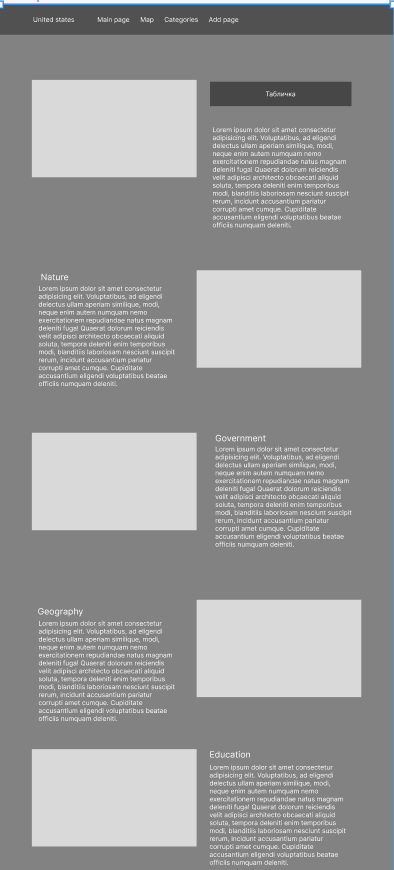 United states Main page Map Categories Add page
Табличка
Lorem ipsum dolor sit amet consectetur
adipisicing elit. Voluptatibus, ad eligendi
delectus ullam aperiam similique, modi,
neque enim autem numquam nemo
exercitationem repudiandae natus magnam
deleniti fuga! Quaerat dolorum reiciendis
velit adipisci architecto obcaecati aliquid
soluta, tempora deleniti enim temporibus
modi, blanditiis laboriosam nesciunt suscipit
rerum, incidunt accusantium pariatur
corrupti amet cumque. Cupiditate
accusantium eligendi voluptatum beatae
officiis numquam deleniti.
Nature
Lorem ipsum dolor sit amet consectetur
adipisicing elit. Voluptatibus, ad eligendi
delectus ullam aperiam similique, modi,
neque enim autem numquam nemo
exercitationem repudiandae natus magnam
deleniti fuga! Quaerat dolorum reiciendis
velit adipisci architecto obcaecati aliquid
soluta, tempora deleniti enim temporibus
modi, blanditiis laboriosam nesciunt suscipit
rerum, incidunt accusantium pariatur
corrupti amet cumque. Cupiditate
accusantium eligendi voluptatum beatae
officiis numquam deleniti.
Government
Lorem ipsum dolor sit amet consectetur
adipisicing elit. Voluptatibus, ad eligendi
delectus ullam aperiam similique, modi,
neque enim autem numquam nemo
exercitationem repudiandae natus magnam
deleniti fuga! Quaerat dolorum reiciendis
velit adipisci architecto obcaecati aliquid
soluta, tempora deleniti enim temporibus
modi, blanditiis laboriosam nesciunt suscipit
rerum, incidunt accusantium pariatur
corrupti amet cumque. Cupiditate
accusantium eligendi voluptatum beatae
officiis numquam deleniti.
Geography
Lorem ipsum dolor sit amet consectetur
adipisicing elit. Voluptatibus, ad eligendi
delectus ullam aperiam similique, modi,
neque enim autem numquam nemo
exercitationem repudiandae natus magnam
deleniti fuga! Quaerat dolorum reiciendis
velit adipisci architecto obcaecati aliquid
soluta, tempora deleniti enim temporibus
modi, blanditiis laboriosam nesciunt suscipit
rerum, incidunt accusantium pariatur
corrupti amet cumque. Cupiditate
accusantium eligendi voluptatum beatae
officiis numquam deleniti.
Education
Lorem ipsum dolor sit amet consectetur
adipisicing elit. Voluptatibus, ad eligendi
delectus ullam aperiam similique, modi,
neque enim autem numquam nemo
exercitationem repudiandae natus magnam
deleniti fuga! Quaerat dolorum reiciendis
velit adipisci architecto obcaecati aliquid
soluta, tempora deleniti enim temporibus
modi, blanditiis laboriosam nesciunt suscipit
rerum, incidunt accusantium pariatur
corrupti amet cumque. Cupiditate
accusantium eligendi voluptatum beatae
officiis numquam deleniti.